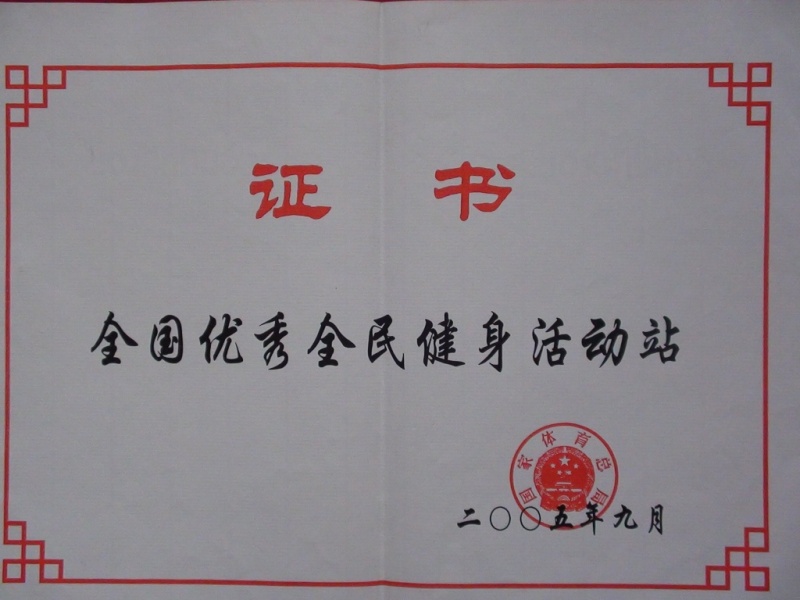 证书
全国优秀全民健身活动站
国家体育总局
二〇〇五年九月